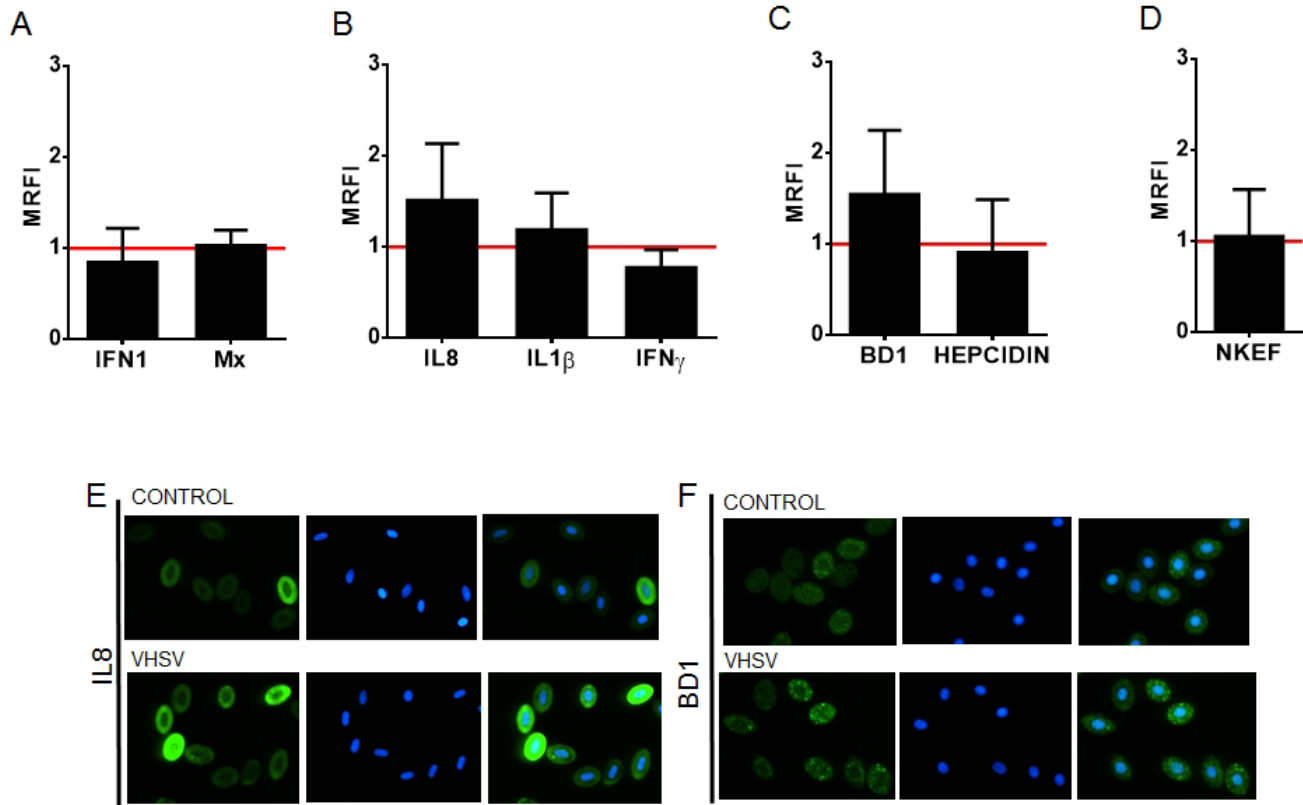 A
MRFI
3
2
1
0
IFN1 Mx
B
MRFI
3
2
1
0
IL8 IL1β IFNγ
C
MRFI
3
2
1
0
BD1 HEPCIDIN
D
MRFI
3
2
1
0
NKEF
E
IL8
CONTROL
VHSV
F
BD1
CONTROL
VHSV